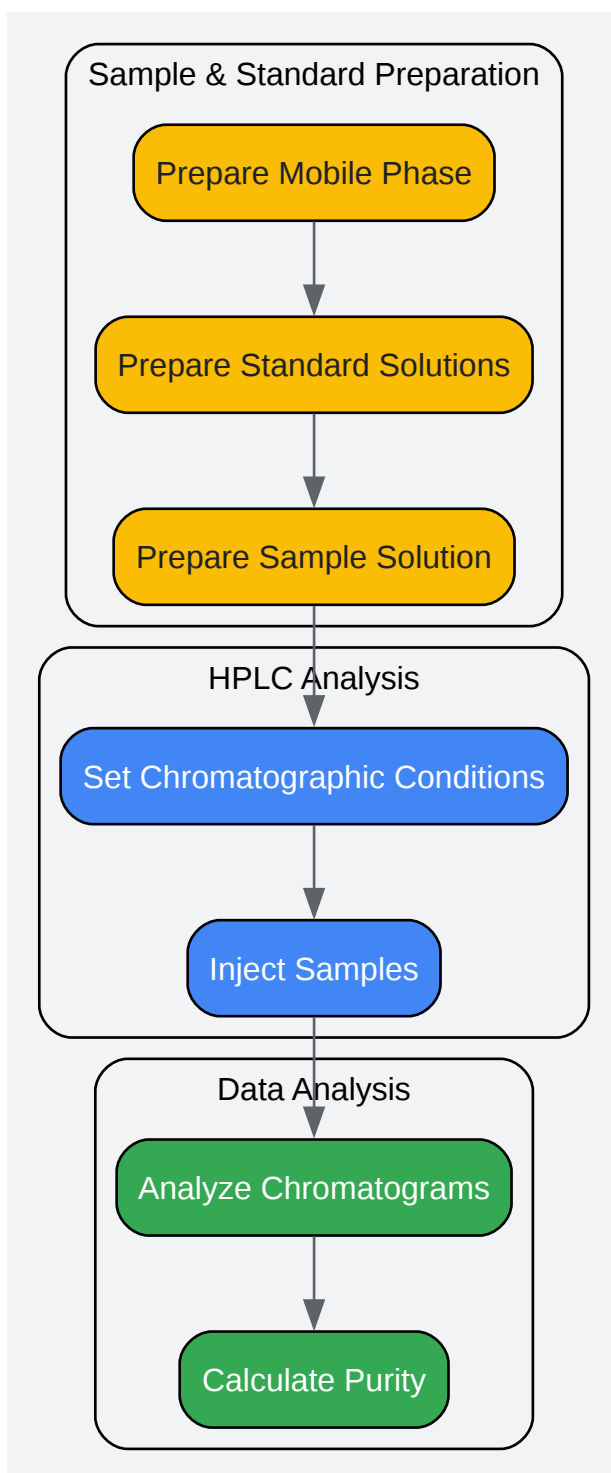 Sample & Standard Preparation
Prepare Mobile Phase
Prepare Standard Solutions
Prepare Sample Solution
HPLC Analysis
Set Chromatographic Conditions
Inject Samples
Data Analysis
Analyze Chromatograms
Calculate Purity